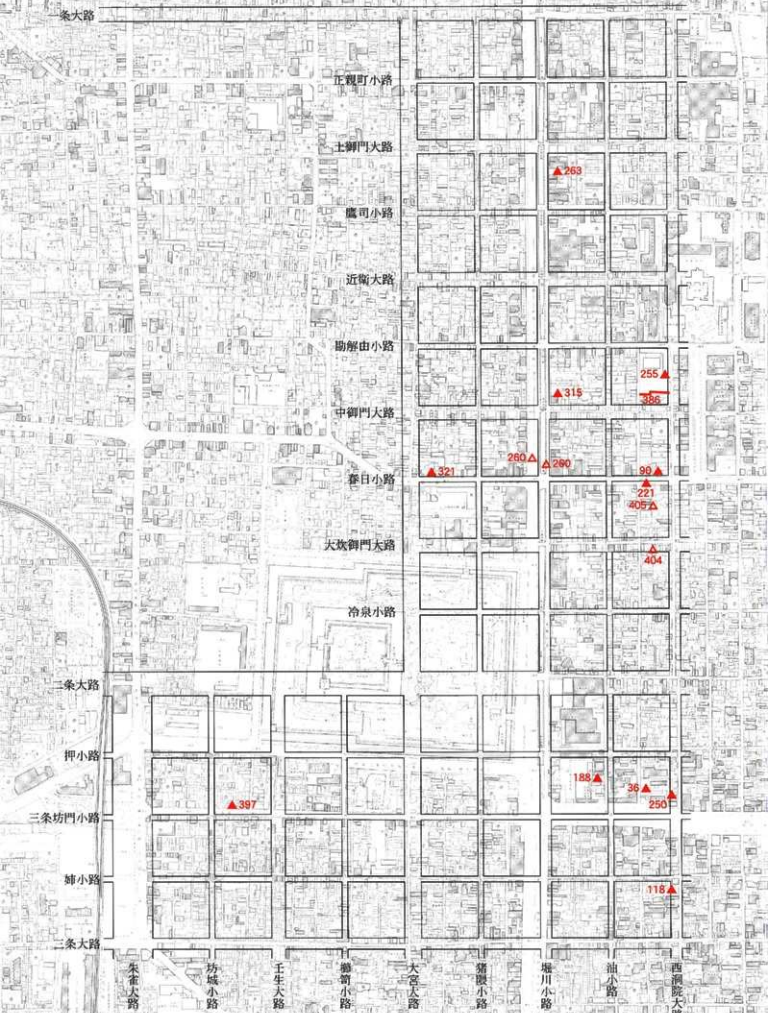 一条大路
正親町小路
土御門大路
263
鷹司小路
近衛大路
勘解由小路
255
315
386
中御門大路
260
260
321
90
春日小路
221
405
大炊御門大路
404
冷泉小路
二条大路
押小路
188
36
250
397
三条坊門小路
姉小路
118
三条大路
朱雀大路
坊城小路
壬生大路
櫛笥小路
大宮大路
猪隈小路
堀川小路
油小路
西洞院大路